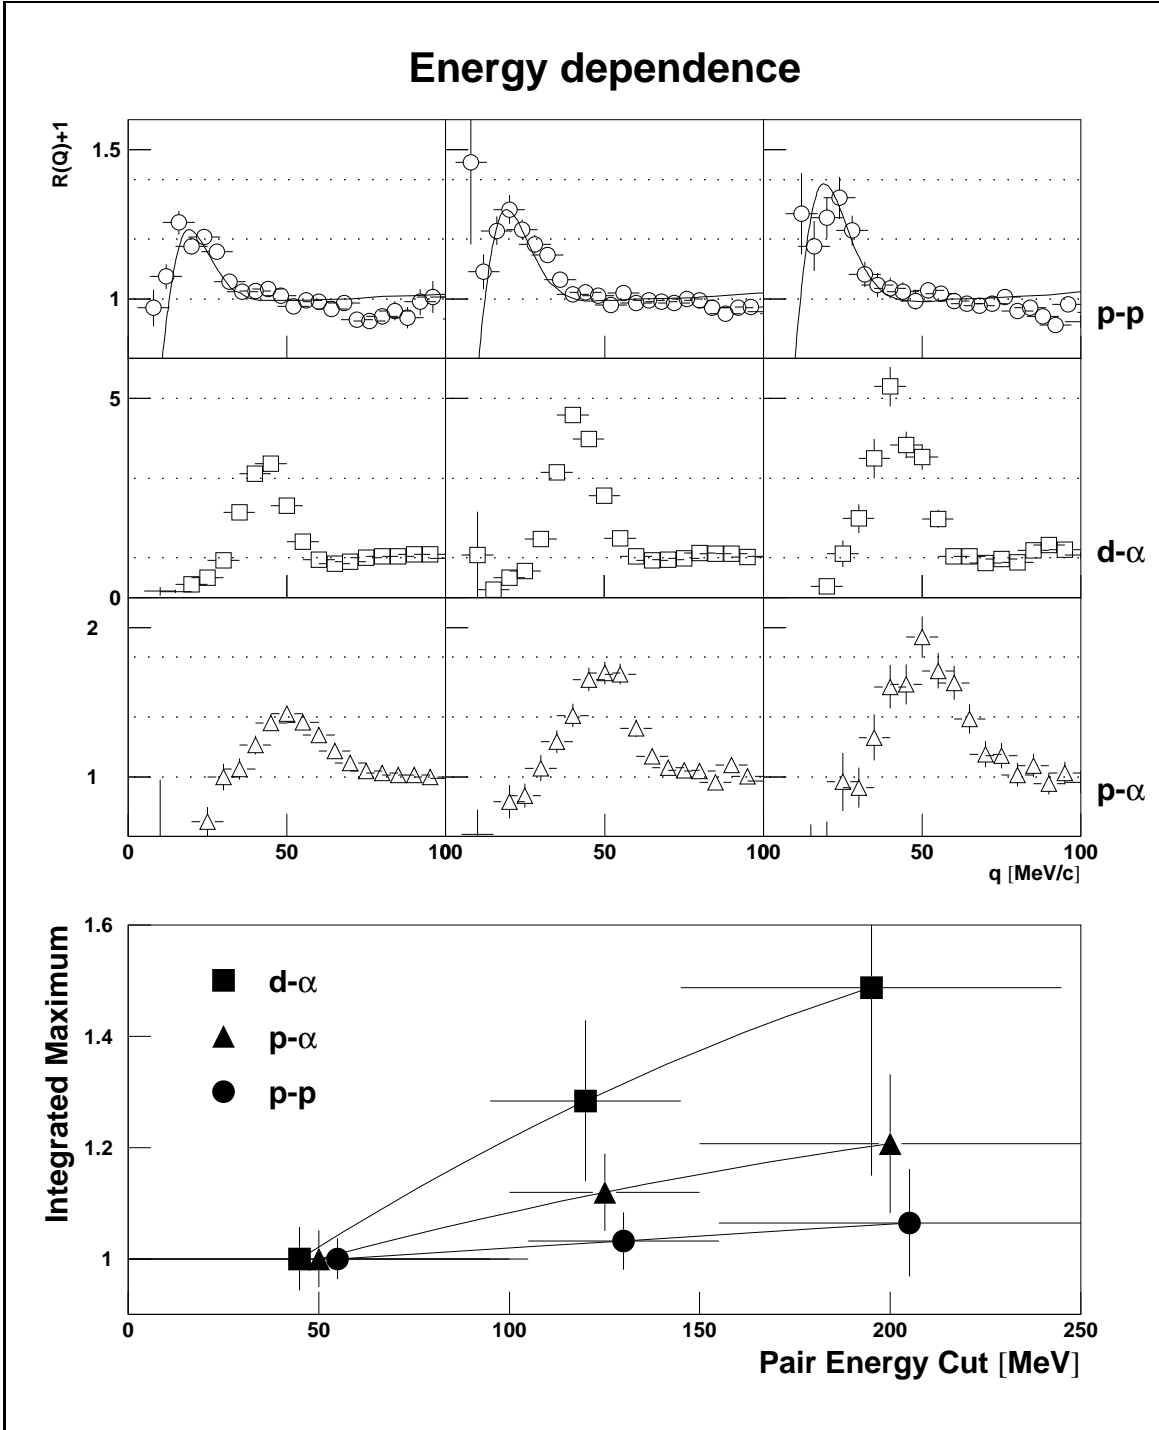 Energy dependence
R(Q)+1
1.5
1
p-p
5
0
d-α
2
1
p-α
0 50 100 50 100 50 100
q [MeV/c]
Integrated Maximum
1.6
1.4
1.2
1
d-α
p-α
p-p
0 50 100 150 200 250
Pair Energy Cut [MeV]